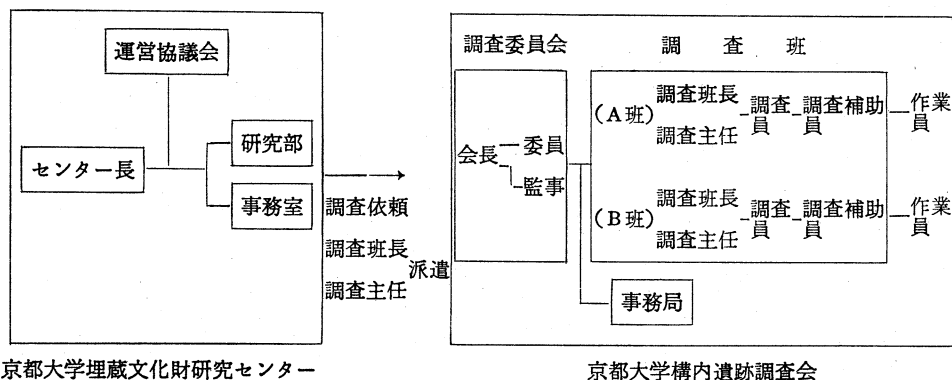 運営協議会
センター長
研究部
事務室
調査依頼
調査班長
調査主任
派遣
京都大学埋蔵文化財研究センター
調査委員会
調査班
会長
委員
監事
(A班)
調査班長
調査主任
調査員
調査補助員
作業員
(B班)
調査班長
調査主任
調査員
調査補助員
作業員
事務局
京都大学構内遺跡調査会